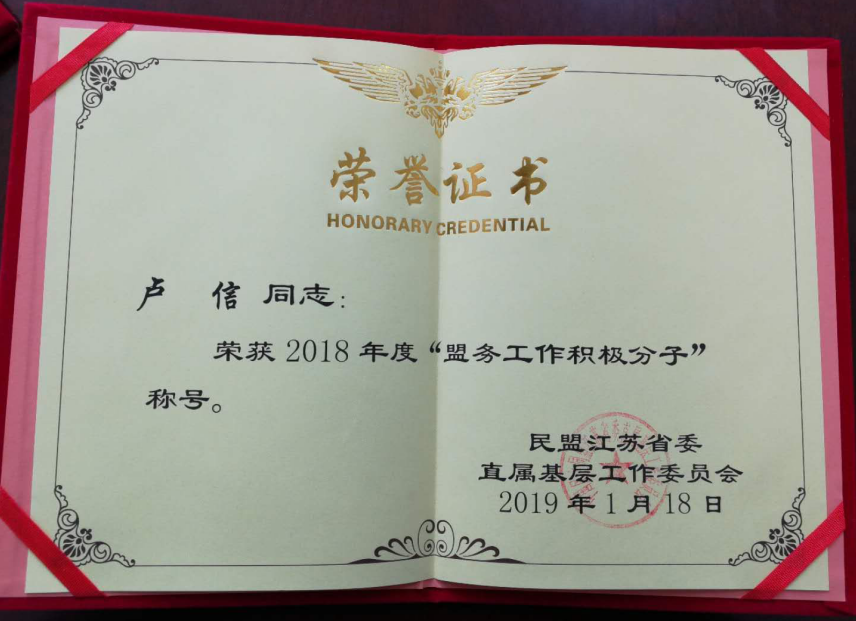 荣誉证书
HONORARY CREDENTIAL
卢 信 同志:
荣获 2018 年度“盟务工作积极分子”
称号。
民盟江苏省委
直属基层工作委员会
2019 年 1 月 18 日